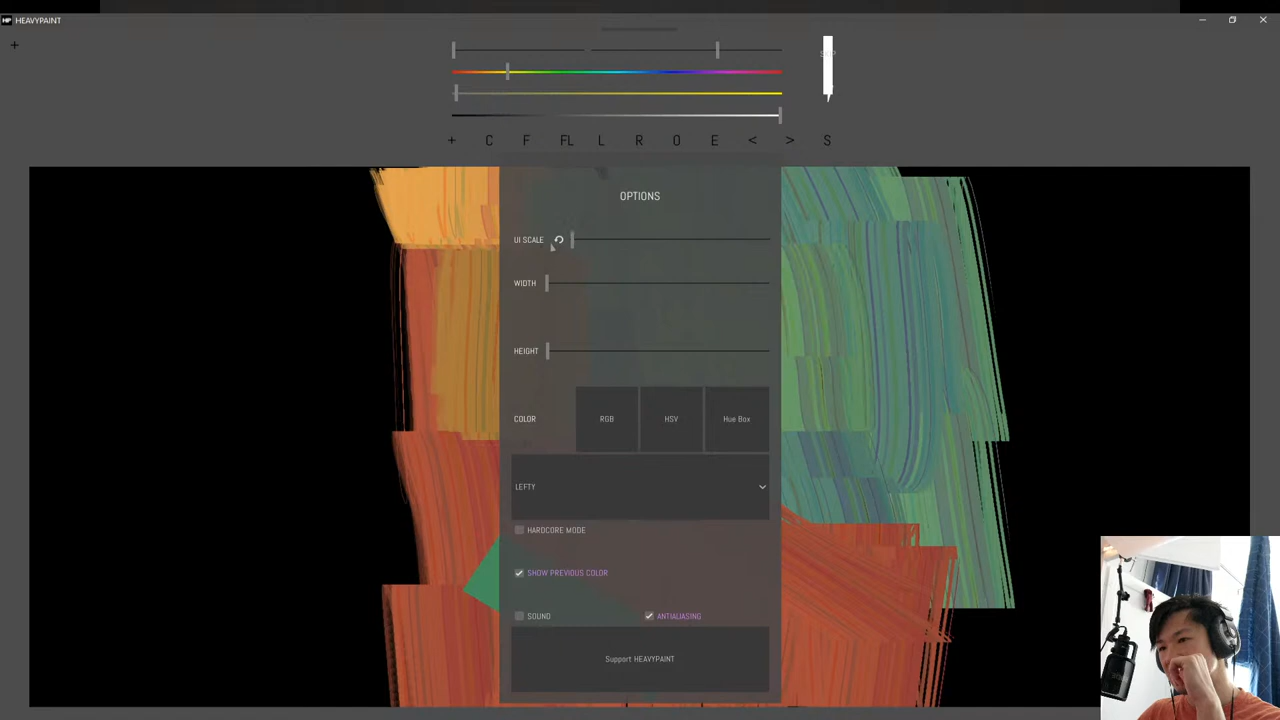 HP HEAVYPAINT
+
+ C F FL L R O E < > S
OPTIONS
UI SCALE
WIDTH
HEIGHT
COLOR RGB HSV Hue Box
LEFTY
HARDCORE MODE
SHOW PREVIOUS COLOR
SOUND ANTIALIASING
Support HEAVYPAINT